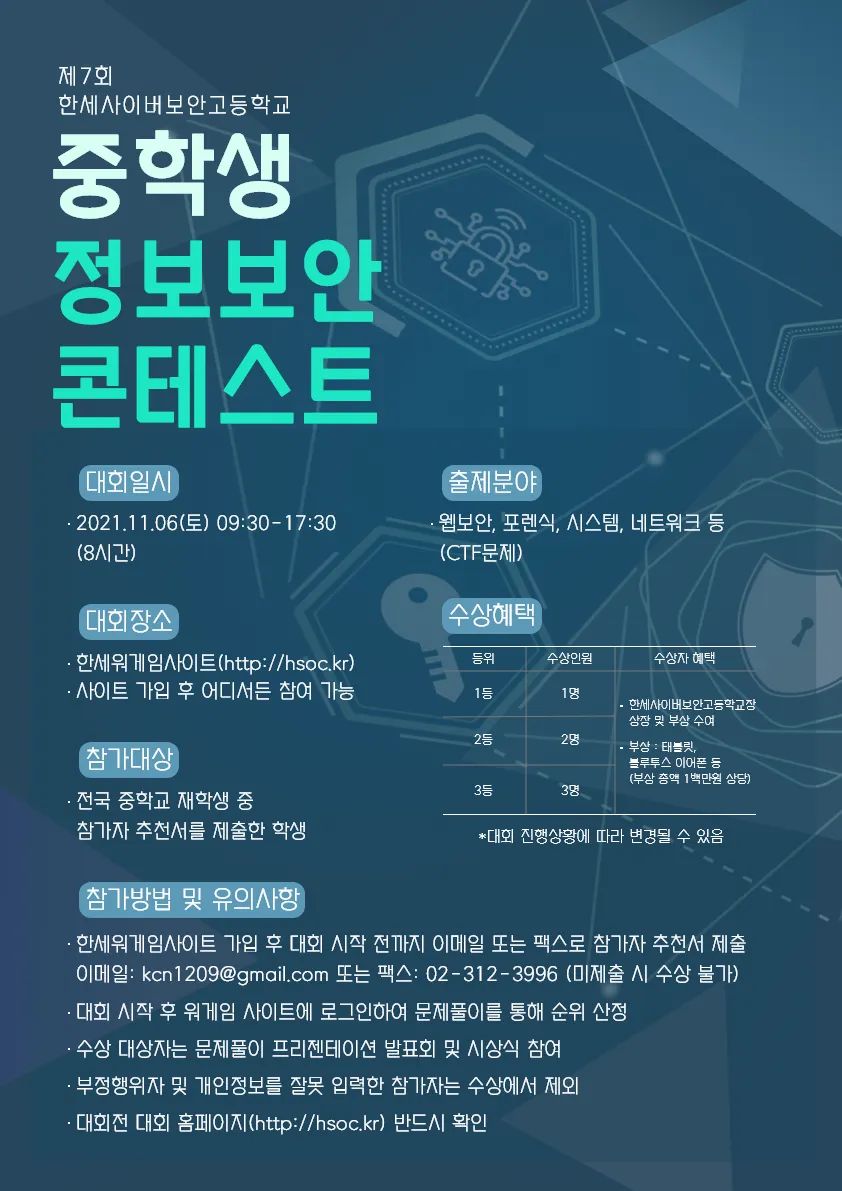 제7회
한세사이버보안고등학교
중학생
정보보안
콘테스트
대회일시
· 2021.11.06(토) 09:30-17:30
(8시간)
대회장소
· 한세워게임사이트(http://hsoc.kr)
· 사이트 가입 후 어디서든 참여 가능
참가대상
· 전국 중학교 재학생 중
참가자 추천서를 제출한 학생
출제분야
· 웹보안, 포렌식, 시스템, 네트워크 등
(CTF문제)
수상혜택
등위 수상인원 수상자 혜택
1등 1명
2등 2명
3등 3명
- 한세사이버보안고등학교장
상장 및 부상 수여
- 부상 : 태블릿,
블루투스 이어폰 등
(부상 총액 1백만원 상당)
*대회 진행상황에 따라 변경될 수 있음
참가방법 및 유의사항
· 한세워게임사이트 가입 후 대회 시작 전까지 이메일 또는 팩스로 참가자 추천서 제출
이메일: kcn1209@gmail.com 또는 팩스: 02-312-3996 (미제출 시 수상 불가)
· 대회 시작 후 워게임 사이트에 로그인하여 문제풀이를 통해 순위 산정
· 수상 대상자는 문제풀이 프리젠테이션 발표회 및 시상식 참여
· 부정행위자 및 개인정보를 잘못 입력한 참가자는 수상에서 제외
· 대회전 대회 홈페이지(http://hsoc.kr) 반드시 확인